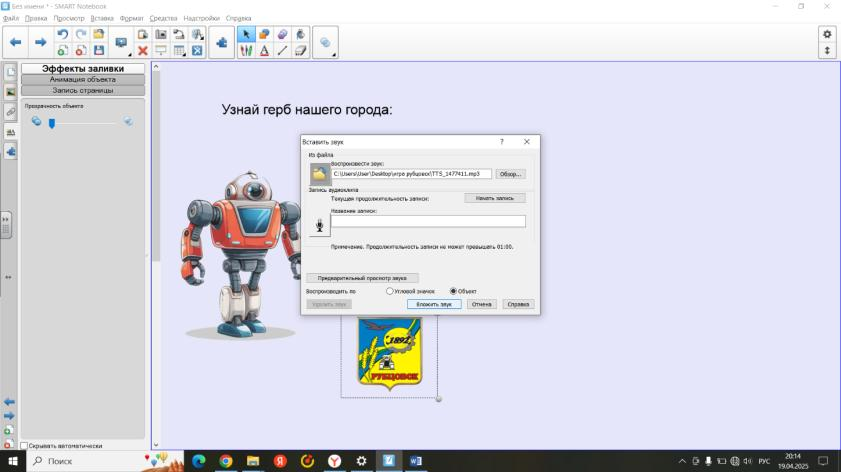 Без имени * - SMART Notebook
Файл Правка Просмотр Вставка Формат Средства Надстройки Справка
Эффекты заливки
Анимация объекта
Запись страницы
Прозрачность объекта
Узнай герб нашего города:
Вставить звук
Из файла
Воспроизвести звук:
C:\Users\User\Desktop\игра рубцовск\TTS_1477411.mp3
Обзор...
Запись аудиоклипа
Текущая продолжительность записи:
Начать запись
Название записи:
Примечание. Продолжительность записи не может превышать 01:00.
Предварительный просмотр звука
Воспроизводить по
Угловой значок
Объект
Удалить звук
Вложить звук
Отмена
Справка
1892
РУБЦОВСК
Скрывать автоматически
Поиск
РУС
20:14
19.04.2025